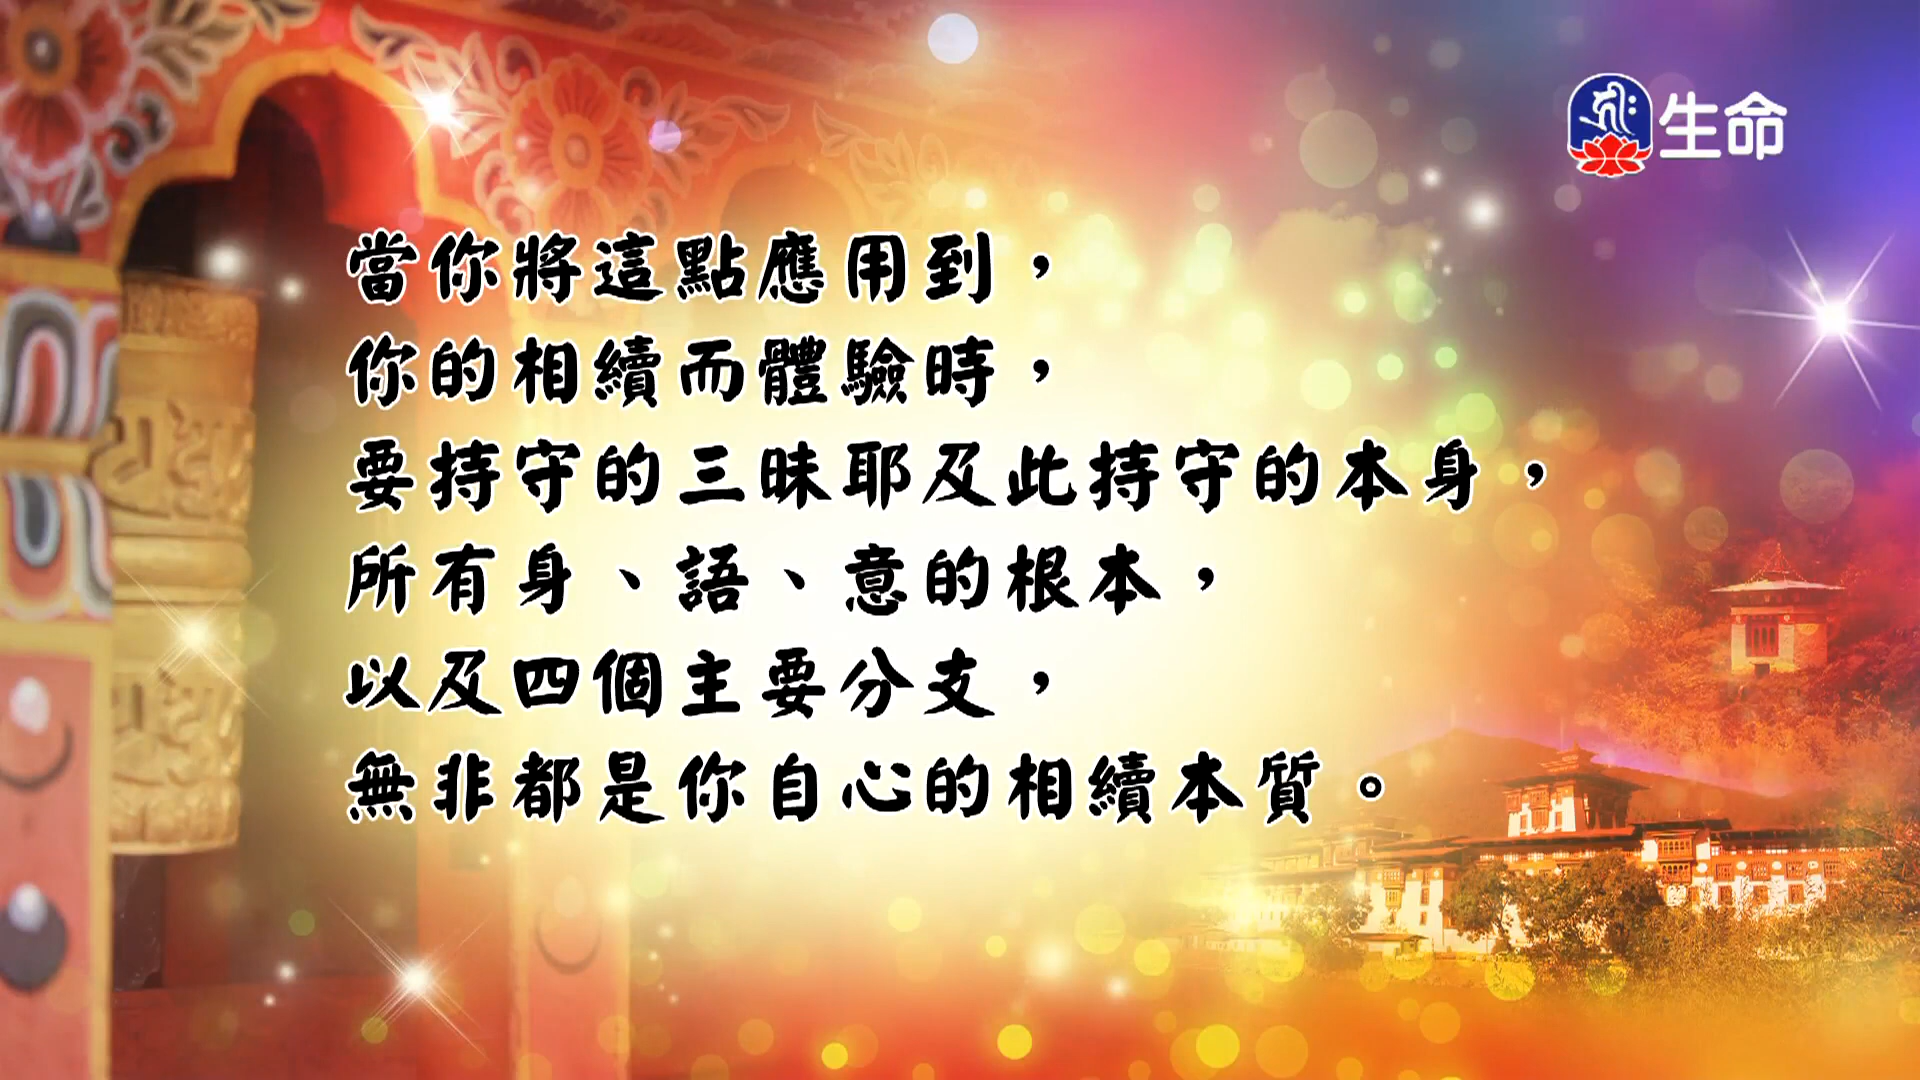 生命
當你將這點應用到，
你的相續而體驗時，
要持守的三昧耶及此持守的本身，
所有身、語、意的根本，
以及四個主要分支，
無非都是你自心的相續本質。